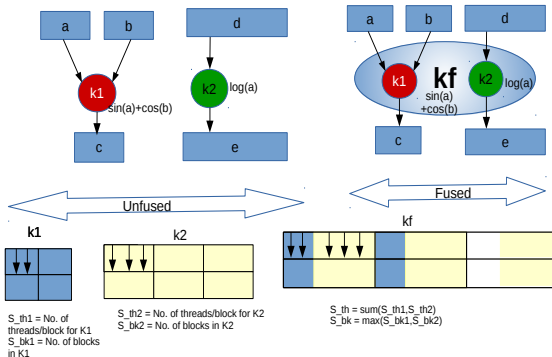 a
b
d
a
b
d
k1
k2
log(a)
sin(a)+cos(b)
kf
k1
k2
log(a)
sin(a)
+cos(b)
c
e
c
e
Unfused
Fused
k1
k2
kf
S_th1 = No. of
threads/block for K1
S_bk1 = No. of blocks
in K1
S_th2 = No. of threads/block for K2
S_bk2 = No. of blocks in K2
S_th = sum(S_th1,S_th2)
S_bk = max(S_bk1,S_bk2)